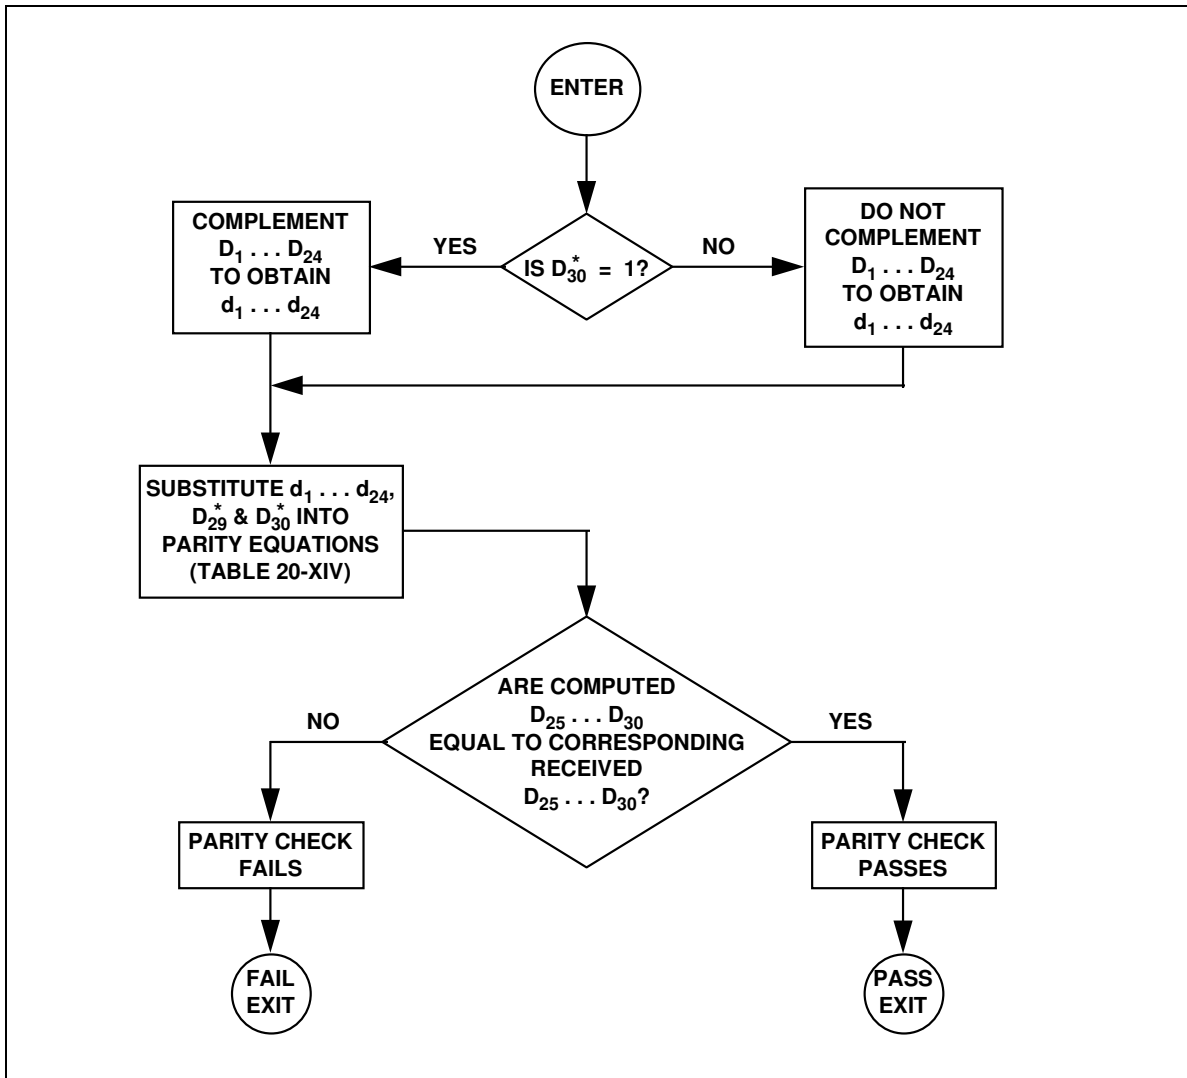 ENTER
COMPLEMENT
D₁ . . . D₂₄
TO OBTAIN
d₁ . . . d₂₄
YES
IS D*₃₀ = 1?
NO
DO NOT
COMPLEMENT
D₁ . . . D₂₄
TO OBTAIN
d₁ . . . d₂₄
SUBSTITUTE d₁ . . . d₂₄,
D*₂₉ & D*₃₀ INTO
PARITY EQUATIONS
(TABLE 20-XIV)
ARE COMPUTED
D₂₅ . . . D₃₀
EQUAL TO CORRESPONDING
RECEIVED
D₂₅ . . . D₃₀?
NO
YES
PARITY CHECK
FAILS
PARITY CHECK
PASSES
FAIL
EXIT
PASS
EXIT